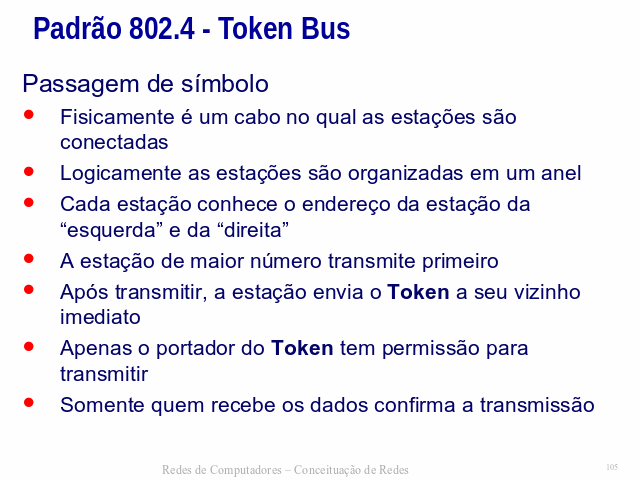 Padrão 802.4 - Token Bus
Passagem de símbolo
Fisicamente é um cabo no qual as estações são
conectadas
Logicamente as estações são organizadas em um anel
Cada estação conhece o endereço da estação da
“esquerda” e da “direita”
A estação de maior número transmite primeiro
Após transmitir, a estação envia o Token a seu vizinho
imediato
Apenas o portador do Token tem permissão para
transmitir
Somente quem recebe os dados confirma a transmissão
Redes de Computadores – Conceituação de Redes
105